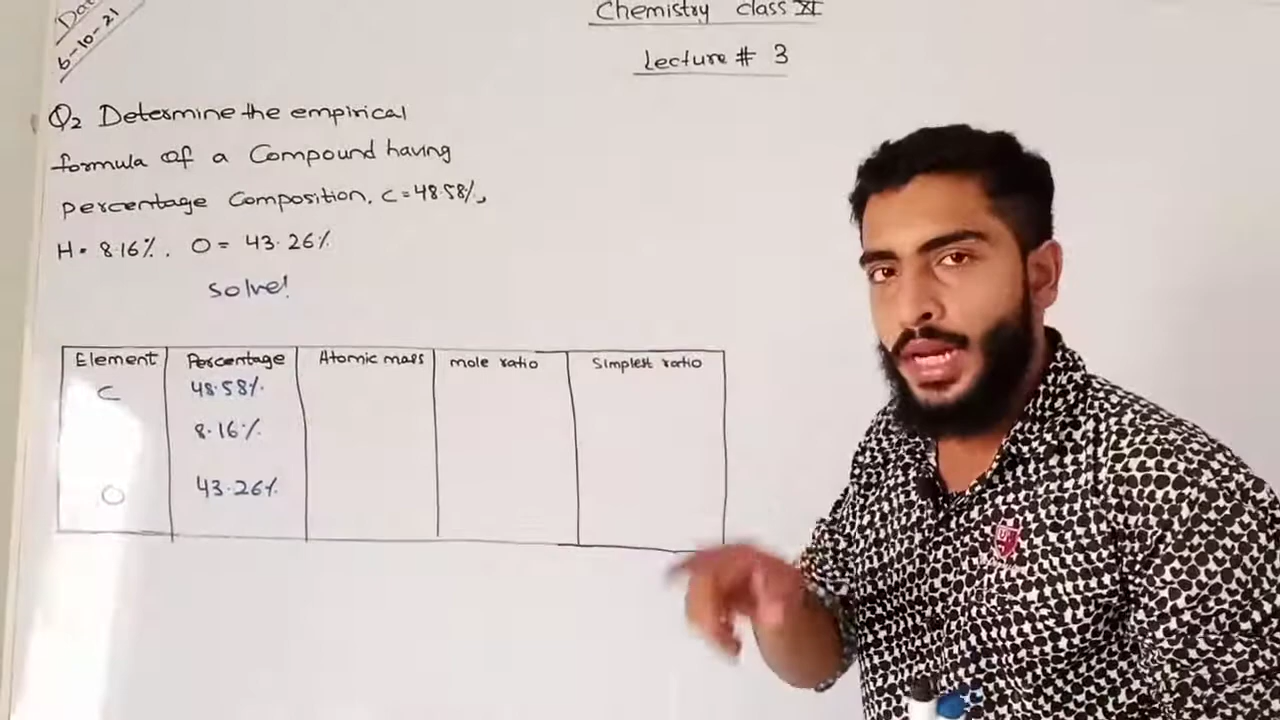 Date
6-10-21
Chemistry class XI
Lecture # 3
Q2 Determine the empirical
formula of a Compound having
percentage Composition. C = 48.58%,
H = 8.16%. O = 43.26%
Solve!
Element Percentage Atomic mass mole ratio Simplest ratio
C 48.58%
8.16%
O 43.26%